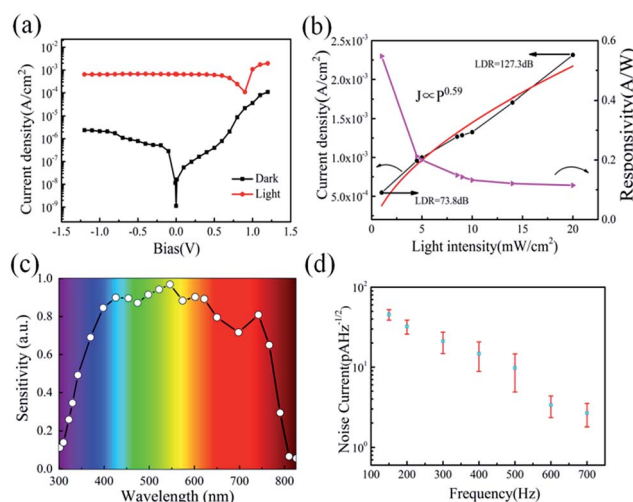 (a)
Current density(A/cm²)
10⁻³
10⁻⁴
10⁻⁵
10⁻⁶
10⁻⁷
10⁻⁸
10⁻⁹
Dark
Light
-1.5 -1.0 -0.5 0.0 0.5 1.0 1.5
Bias(V)
(b)
Current density(A/cm²)
2.5x10⁻³
2.0x10⁻³
1.5x10⁻³
1.0x10⁻³
5.0x10⁻⁴
LDR=127.3dB
J∝P⁰·⁵⁹
LDR=73.8dB
0.6
0.4
0.2
0.0
Responsivity(A/W)
0 5 10 15 20
Light intensity(mW/cm²)
(c)
Sensitivity (a.u.)
1.0
0.8
0.6
0.4
0.2
0.0
300 400 500 600 700 800
Wavelength (nm)
(d)
Noise Current(pAHz⁻¹ᐟ²)
10²
10¹
10⁰
100 200 300 400 500 600 700
Frequency(Hz)